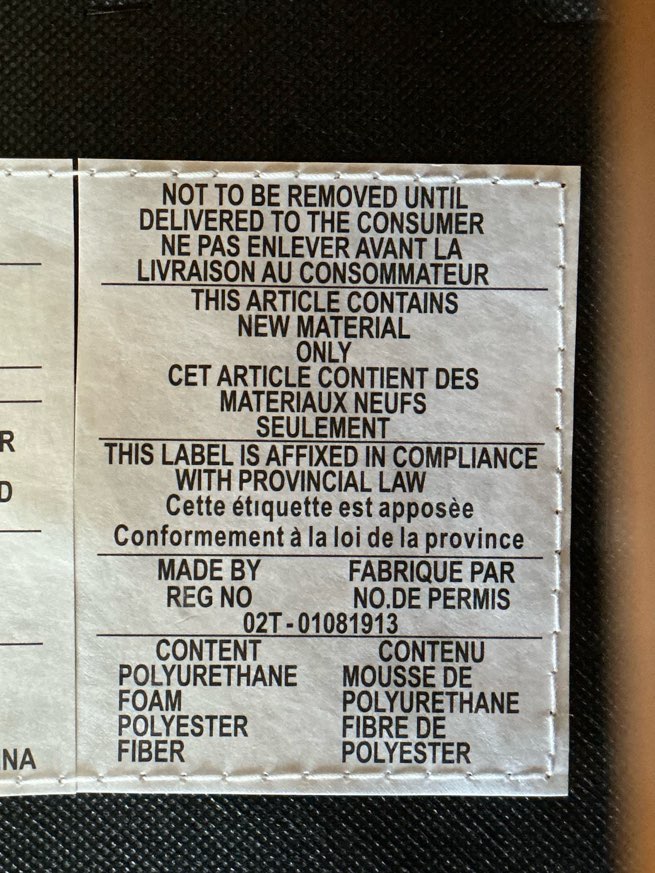 NOT TO BE REMOVED UNTIL
DELIVERED TO THE CONSUMER
NE PAS ENLEVER AVANT LA
LIVRAISON AU CONSOMMATEUR
THIS ARTICLE CONTAINS
NEW MATERIAL
ONLY
CET ARTICLE CONTIENT DES
MATERIAUX NEUFS
SEULEMENT
THIS LABEL IS AFFIXED IN COMPLIANCE
WITH PROVINCIAL LAW
Cette étiquette est apposèe
Conformement à la loi de la province
MADE BY FABRIQUE PAR
REG NO NO.DE PERMIS
02T-01081913
CONTENT CONTENU
POLYURETHANE MOUSSE DE
FOAM POLYURETHANE
POLYESTER FIBRE DE
FIBER POLYESTER